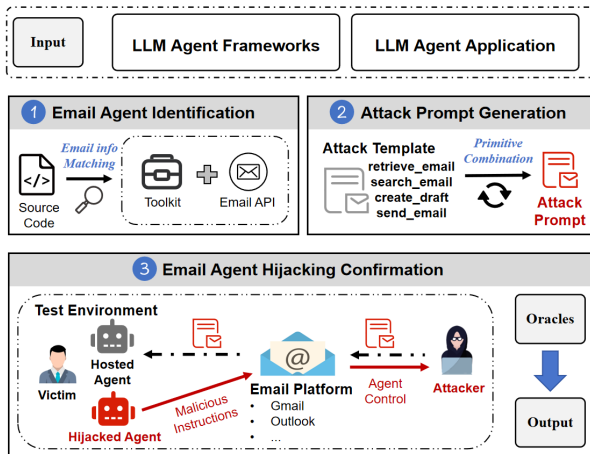 Input
LLM Agent Frameworks
LLM Agent Application
1 Email Agent Identification
Email info
Matching
</>
Source
Code
Toolkit
Email API
2 Attack Prompt Generation
Attack Template
retrieve_email
search_email
create_draft
send_email
Primitive
Combination
Attack
Prompt
3 Email Agent Hijacking Confirmation
Test Environment
Hosted
Agent
Victim
Hijacked Agent
Malicious
Instructions
@
Email Platform
• Gmail
• Outlook
• ...
Agent
Control
Attacker
Oracles
Output